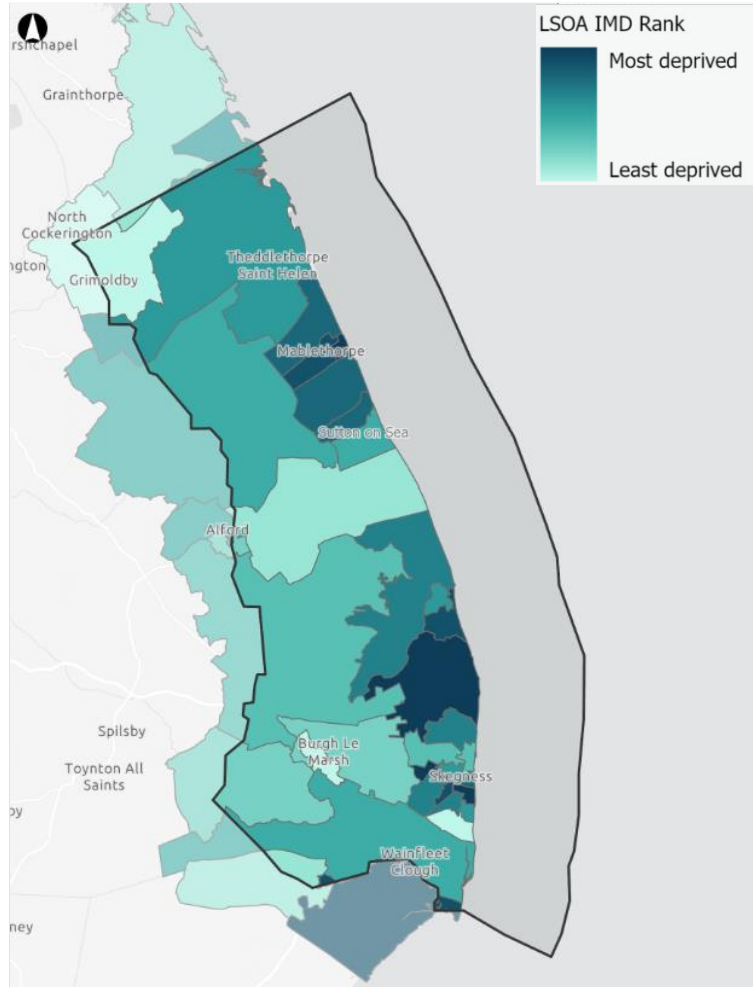 LSOA IMD Rank
Most deprived
Least deprived
Grainthorpe
North
Cockerington
Grimoldby
Theddlethorpe
Saint Helen
Mablethorpe
Sutton on Sea
Alford
Spilsby
Toynton All
Saints
Burgh Le
Marsh
Skegness
Wainfleet
Clough